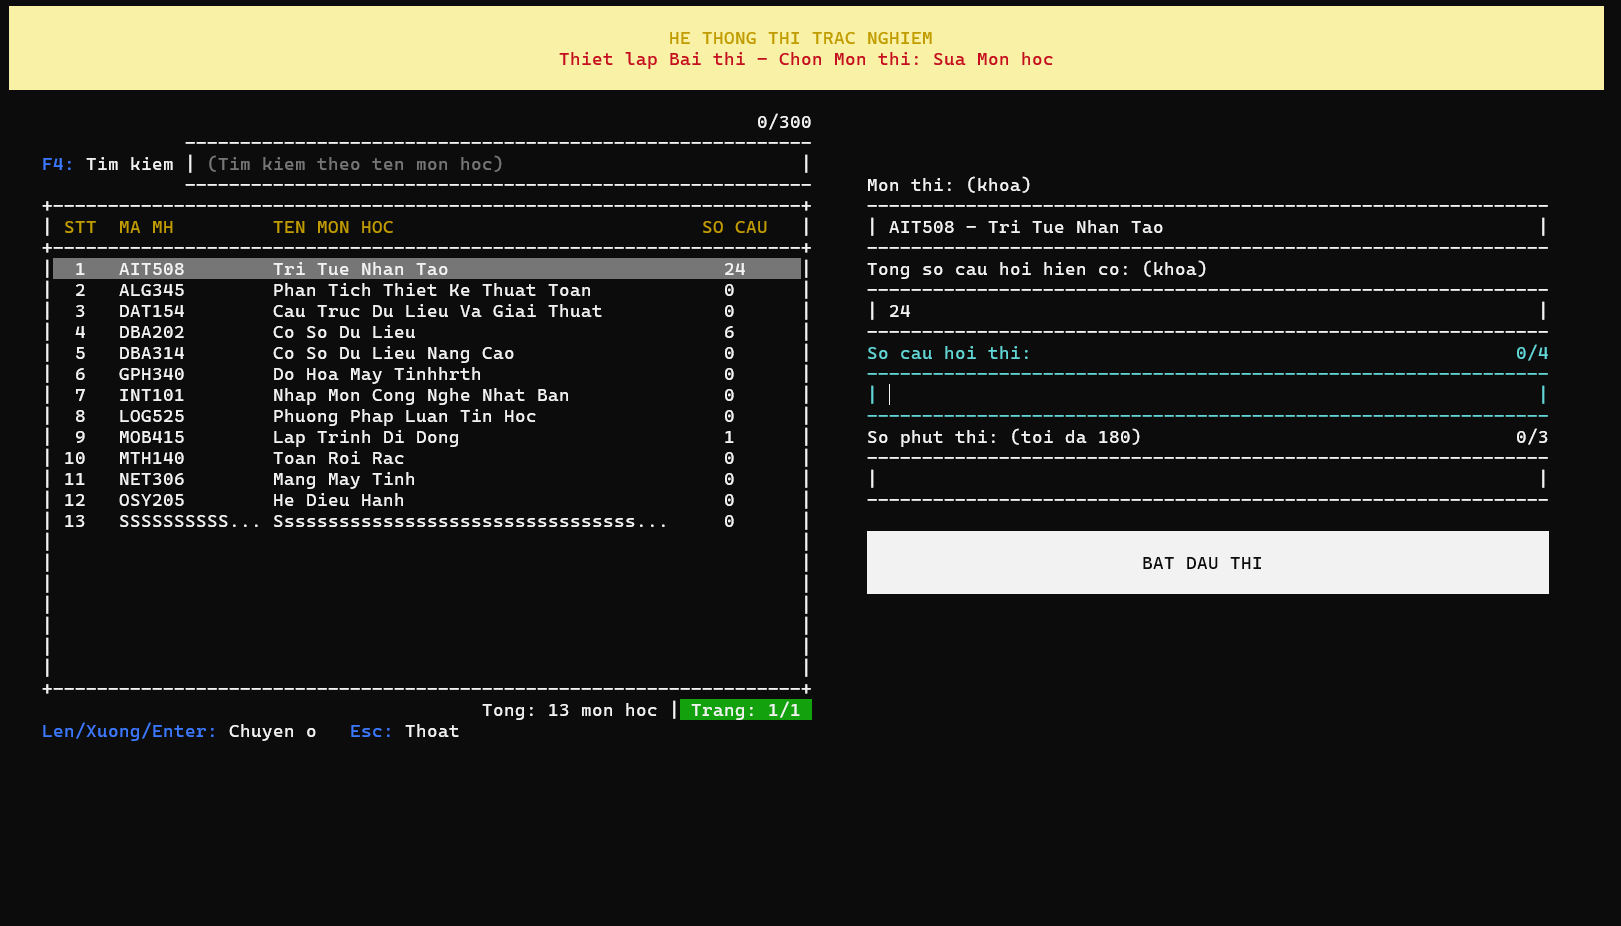 HE THONG THI TRAC NGHIEM
Thiet lap Bai thi - Chon Mon thi: Sua Mon hoc
0/300
F4: Tim kiem | (Tim kiem theo ten mon hoc) |
STT MA MH TEN MON HOC SO CAU
1 AIT508 Tri Tue Nhan Tao 24
2 ALG345 Phan Tich Thiet Ke Thuat Toan 0
3 DAT154 Cau Truc Du Lieu Va Giai Thuat 0
4 DBA202 Co So Du Lieu 6
5 DBA314 Co So Du Lieu Nang Cao 0
6 GPH340 Do Hoa May Tinhhrth 0
7 INT101 Nhap Mon Cong Nghe Nhat Ban 0
8 LOG525 Phuong Phap Luan Tin Hoc 0
9 MOB415 Lap Trinh Di Dong 1
10 MTH140 Toan Roi Rac 0
11 NET306 Mang May Tinh 0
12 OSY205 He Dieu Hanh 0
13 SSSSSSSSSS... Sssssssssssssssssssssssssssssssss... 0
Tong: 13 mon hoc | Trang: 1/1
Len/Xuong/Enter: Chuyen o Esc: Thoat
Mon thi: (khoa)
| AIT508 - Tri Tue Nhan Tao |
Tong so cau hoi hien co: (khoa)
| 24 |
So cau hoi thi: 0/4
So phut thi: (toi da 180) 0/3
BAT DAU THI